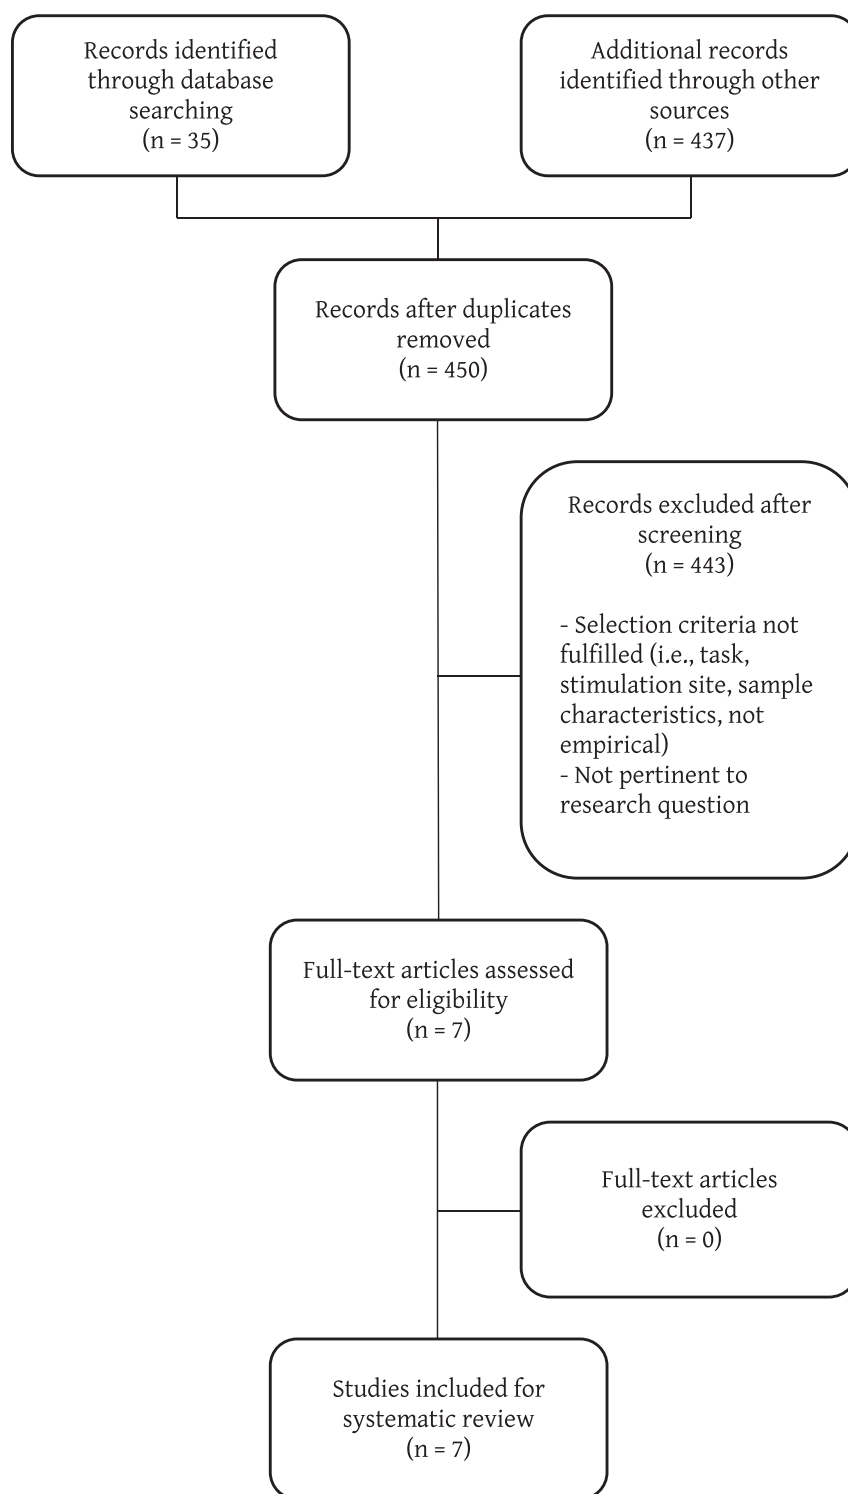 Records identified
through database
searching
(n = 35)
Additional records
identified through other
sources
(n = 437)
Records after duplicates
removed
(n = 450)
Records excluded after
screening
(n = 443)
- Selection criteria not
fulfilled (i.e., task,
stimulation site, sample
characteristics, not
empirical)
- Not pertinent to
research question
Full-text articles assessed
for eligibility
(n = 7)
Full-text articles
excluded
(n = 0)
Studies included for
systematic review
(n = 7)